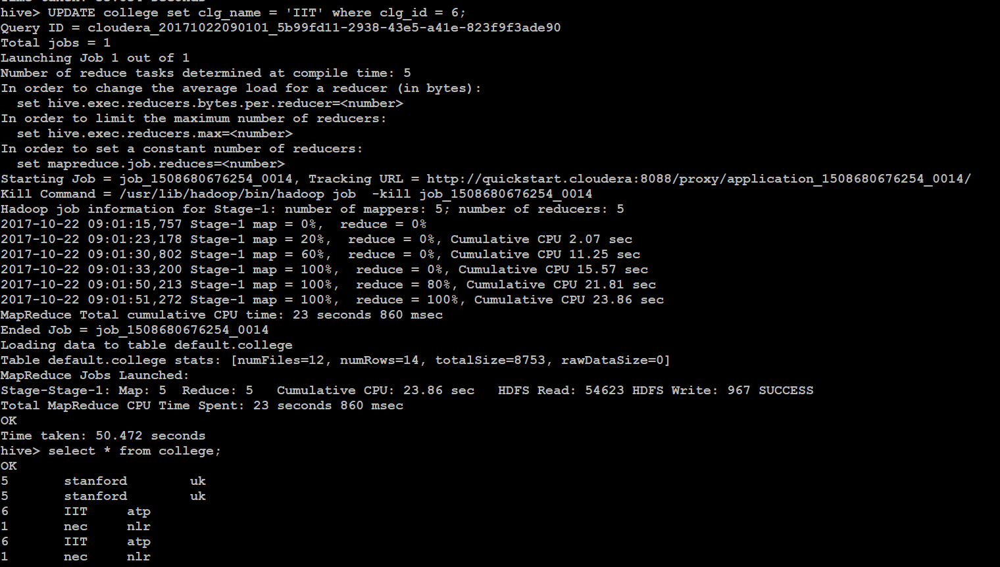 hive> UPDATE college set clg_name = 'IIT' where clg_id = 6;
Query ID = cloudera_20171022090101_5b99fd11-2938-43e5-a41e-823f9f3ade90
Total jobs = 1
Launching Job 1 out of 1
Number of reduce tasks determined at compile time: 5
In order to change the average load for a reducer (in bytes):
  set hive.exec.reducers.bytes.per.reducer=<number>
In order to limit the maximum number of reducers:
  set hive.exec.reducers.max=<number>
In order to set a constant number of reducers:
  set mapreduce.job.reduces=<number>
Starting Job = job_1508680676254_0014, Tracking URL = http://quickstart.cloudera:8088/proxy/application_1508680676254_0014/
Kill Command = /usr/lib/hadoop/bin/hadoop job  -kill job_1508680676254_0014
Hadoop job information for Stage-1: number of mappers: 5; number of reducers: 5
2017-10-22 09:01:15,757 Stage-1 map = 0%,  reduce = 0%
2017-10-22 09:01:23,178 Stage-1 map = 20%,  reduce = 0%, Cumulative CPU 2.07 sec
2017-10-22 09:01:30,802 Stage-1 map = 60%,  reduce = 0%, Cumulative CPU 11.25 sec
2017-10-22 09:01:33,200 Stage-1 map = 100%,  reduce = 0%, Cumulative CPU 15.57 sec
2017-10-22 09:01:50,213 Stage-1 map = 100%,  reduce = 80%, Cumulative CPU 21.81 sec
2017-10-22 09:01:51,272 Stage-1 map = 100%,  reduce = 100%, Cumulative CPU 23.86 sec
MapReduce Total cumulative CPU time: 23 seconds 860 msec
Ended Job = job_1508680676254_0014
Loading data to table default.college
Table default.college stats: [numFiles=12, numRows=14, totalSize=8753, rawDataSize=0]
MapReduce Jobs Launched:
Stage-Stage-1: Map: 5  Reduce: 5   Cumulative CPU: 23.86 sec   HDFS Read: 54623 HDFS Write: 967 SUCCESS
Total MapReduce CPU Time Spent: 23 seconds 860 msec
OK
Time taken: 50.472 seconds
hive> select * from college;
OK
5       stanford        uk
5       stanford        uk
6       IIT     atp
1       nec     nlr
6       IIT     atp
1       nec     nlr